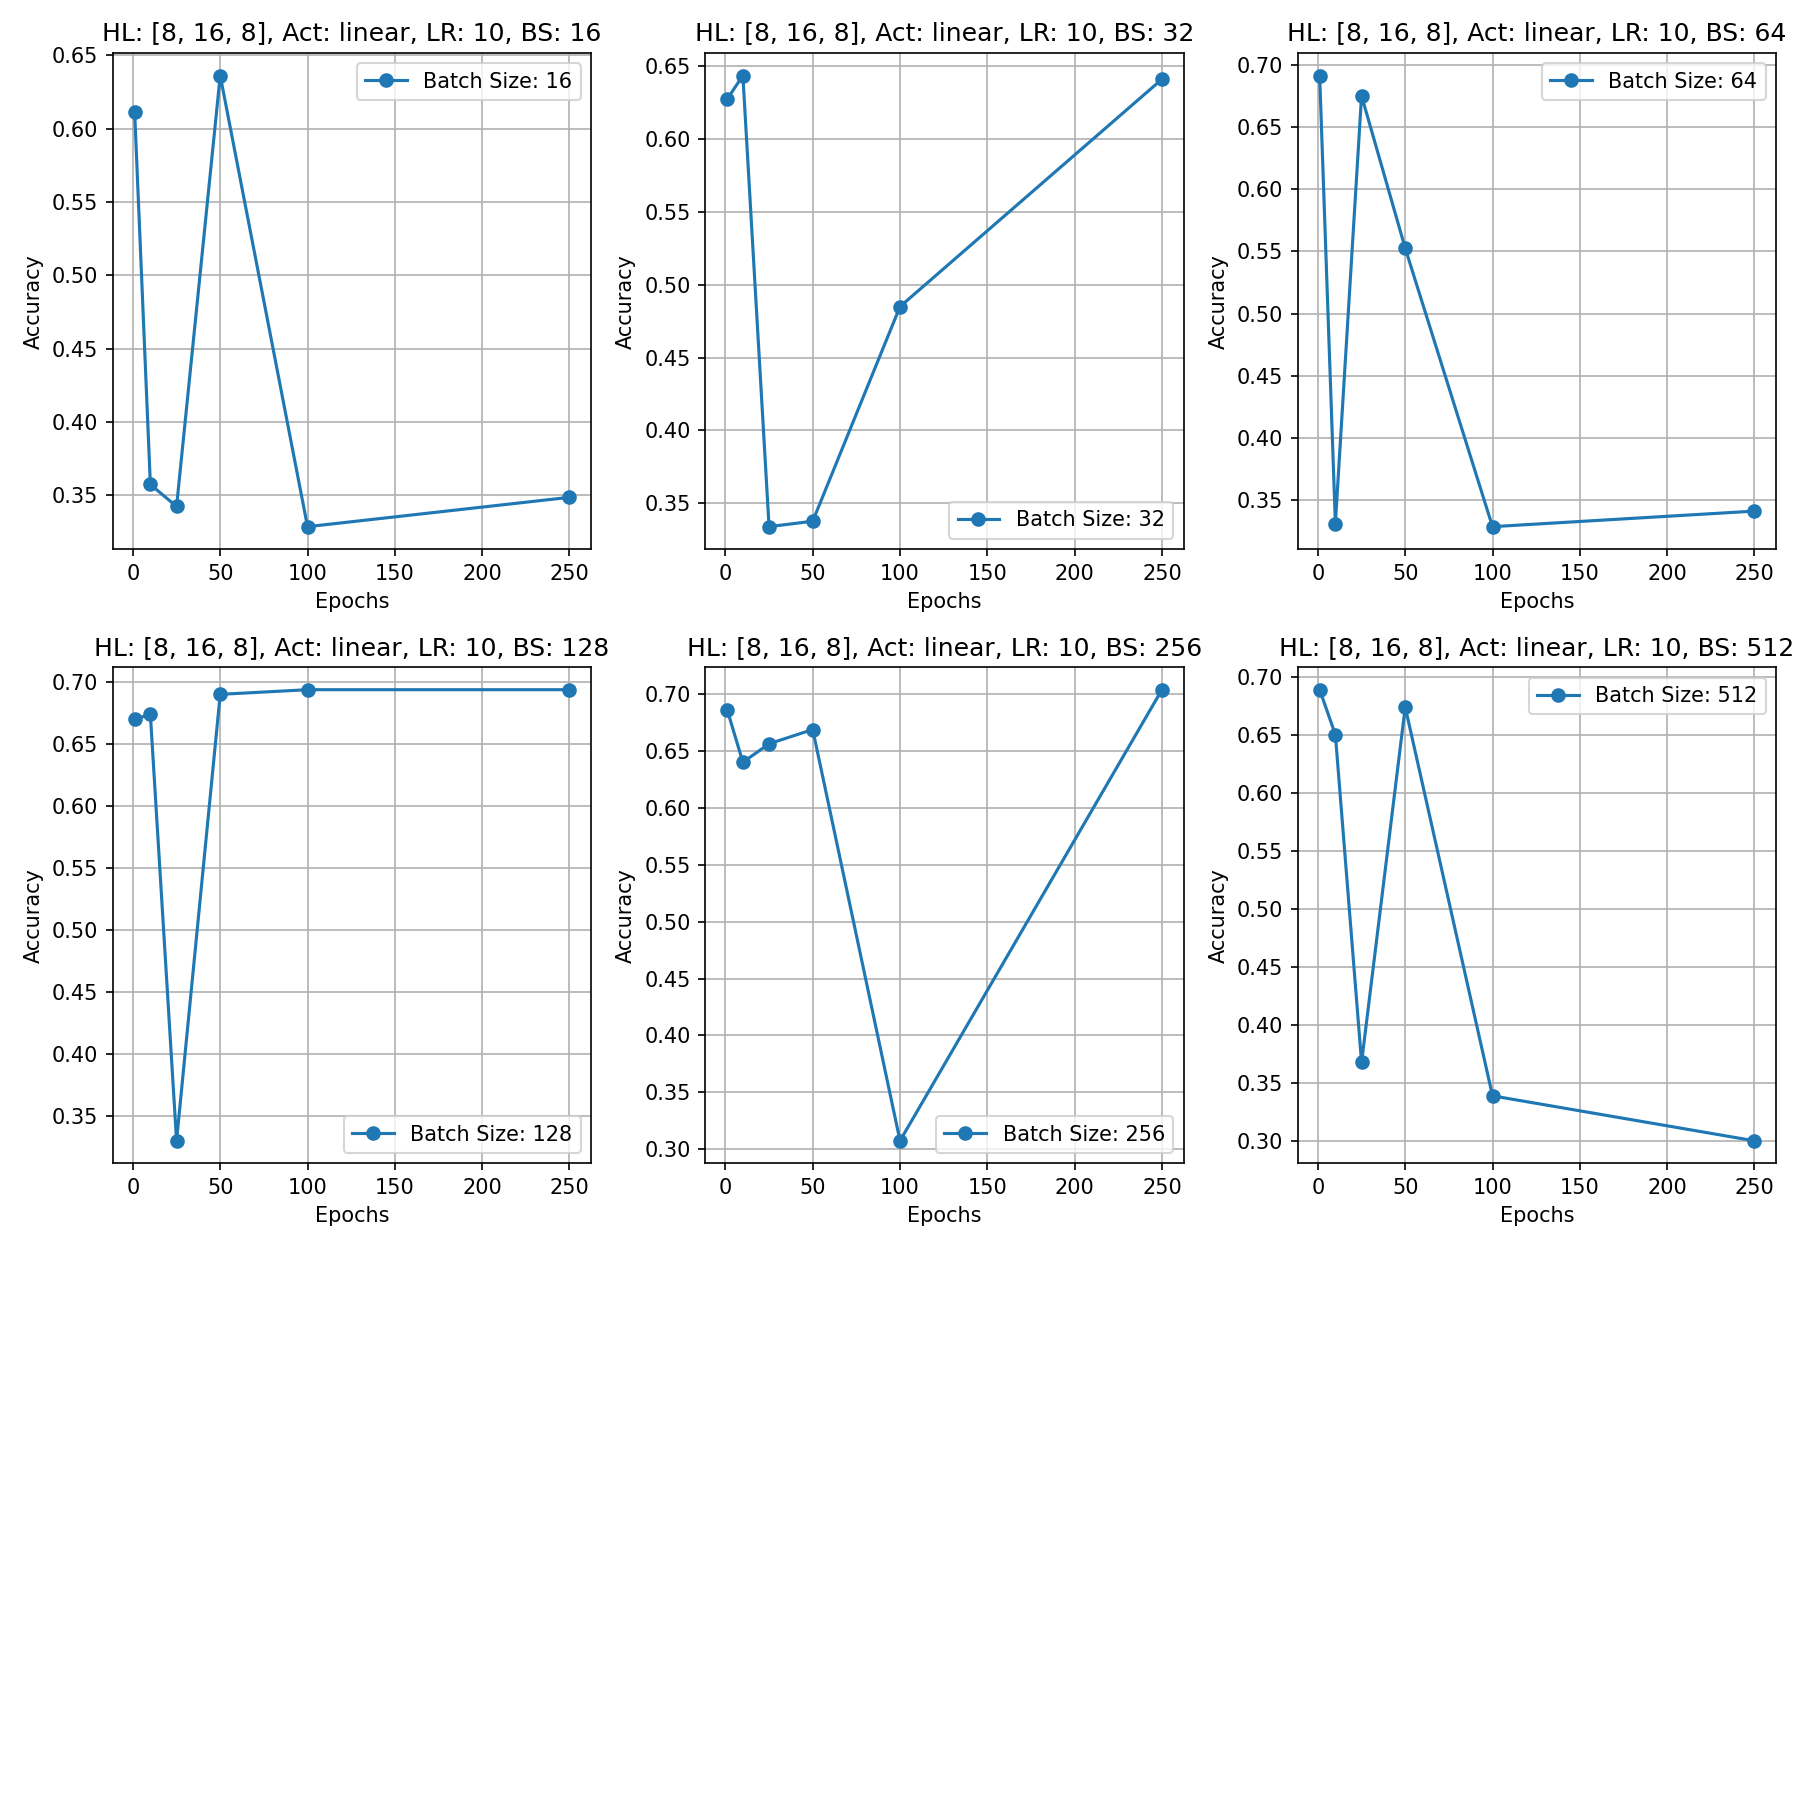 HL: [8, 16, 8], Act: linear, LR: 10, BS: 16
Batch Size: 16
Accuracy
0.65
0.60
0.55
0.50
0.45
0.40
0.35
0 50 100 150 200 250
Epochs
HL: [8, 16, 8], Act: linear, LR: 10, BS: 32
Accuracy
0.65
0.60
0.55
0.50
0.45
0.40
0.35
Batch Size: 32
0 50 100 150 200 250
Epochs
HL: [8, 16, 8], Act: linear, LR: 10, BS: 64
Batch Size: 64
Accuracy
0.70
0.65
0.60
0.55
0.50
0.45
0.40
0.35
0 50 100 150 200 250
Epochs
HL: [8, 16, 8], Act: linear, LR: 10, BS: 128
Accuracy
0.70
0.65
0.60
0.55
0.50
0.45
0.40
0.35
Batch Size: 128
0 50 100 150 200 250
Epochs
HL: [8, 16, 8], Act: linear, LR: 10, BS: 256
Accuracy
0.70
0.65
0.60
0.55
0.50
0.45
0.40
0.35
0.30
Batch Size: 256
0 50 100 150 200 250
Epochs
HL: [8, 16, 8], Act: linear, LR: 10, BS: 512
Batch Size: 512
Accuracy
0.70
0.65
0.60
0.55
0.50
0.45
0.40
0.35
0.30
0 50 100 150 200 250
Epochs